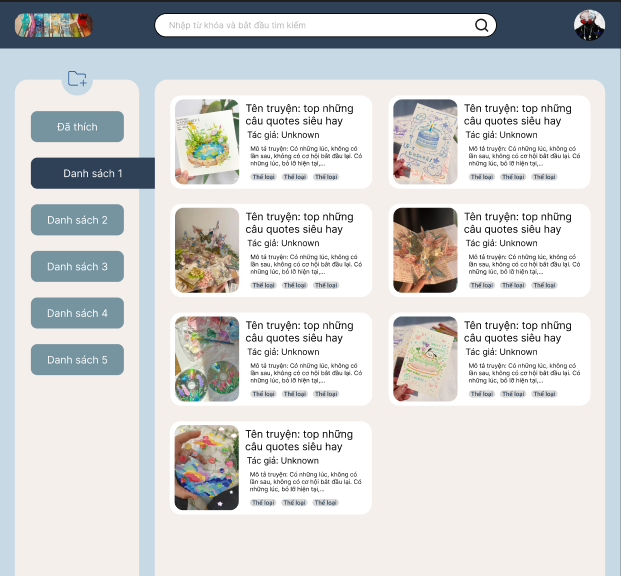 Nhập từ khóa và bắt đầu tìm kiếm
Đã thích
Danh sách 1
Danh sách 2
Danh sách 3
Danh sách 4
Danh sách 5
Tên truyện: top những
câu quotes siêu hay
Tác giả: Unknown
Mô tả truyện: Có những lúc, không có
lần sau, không có cơ hội bắt đầu lại. Có
những lúc, bỏ lỡ hiện tại,...
Thể loại Thể loại Thể loại
Tên truyện: top những
câu quotes siêu hay
Tác giả: Unknown
Mô tả truyện: Có những lúc, không có
lần sau, không có cơ hội bắt đầu lại. Có
những lúc, bỏ lỡ hiện tại,...
Thể loại Thể loại Thể loại
Tên truyện: top những
câu quotes siêu hay
Tác giả: Unknown
Mô tả truyện: Có những lúc, không có
lần sau, không có cơ hội bắt đầu lại. Có
những lúc, bỏ lỡ hiện tại,...
Thể loại Thể loại Thể loại
Tên truyện: top những
câu quotes siêu hay
Tác giả: Unknown
Mô tả truyện: Có những lúc, không có
lần sau, không có cơ hội bắt đầu lại. Có
những lúc, bỏ lỡ hiện tại,...
Thể loại Thể loại Thể loại
Tên truyện: top những
câu quotes siêu hay
Tác giả: Unknown
Mô tả truyện: Có những lúc, không có
lần sau, không có cơ hội bắt đầu lại. Có
những lúc, bỏ lỡ hiện tại,...
Thể loại Thể loại Thể loại
Tên truyện: top những
câu quotes siêu hay
Tác giả: Unknown
Mô tả truyện: Có những lúc, không có
lần sau, không có cơ hội bắt đầu lại. Có
những lúc, bỏ lỡ hiện tại,...
Thể loại Thể loại Thể loại
Tên truyện: top những
câu quotes siêu hay
Tác giả: Unknown
Mô tả truyện: Có những lúc, không có
lần sau, không có cơ hội bắt đầu lại. Có
những lúc, bỏ lỡ hiện tại,...
Thể loại Thể loại Thể loại